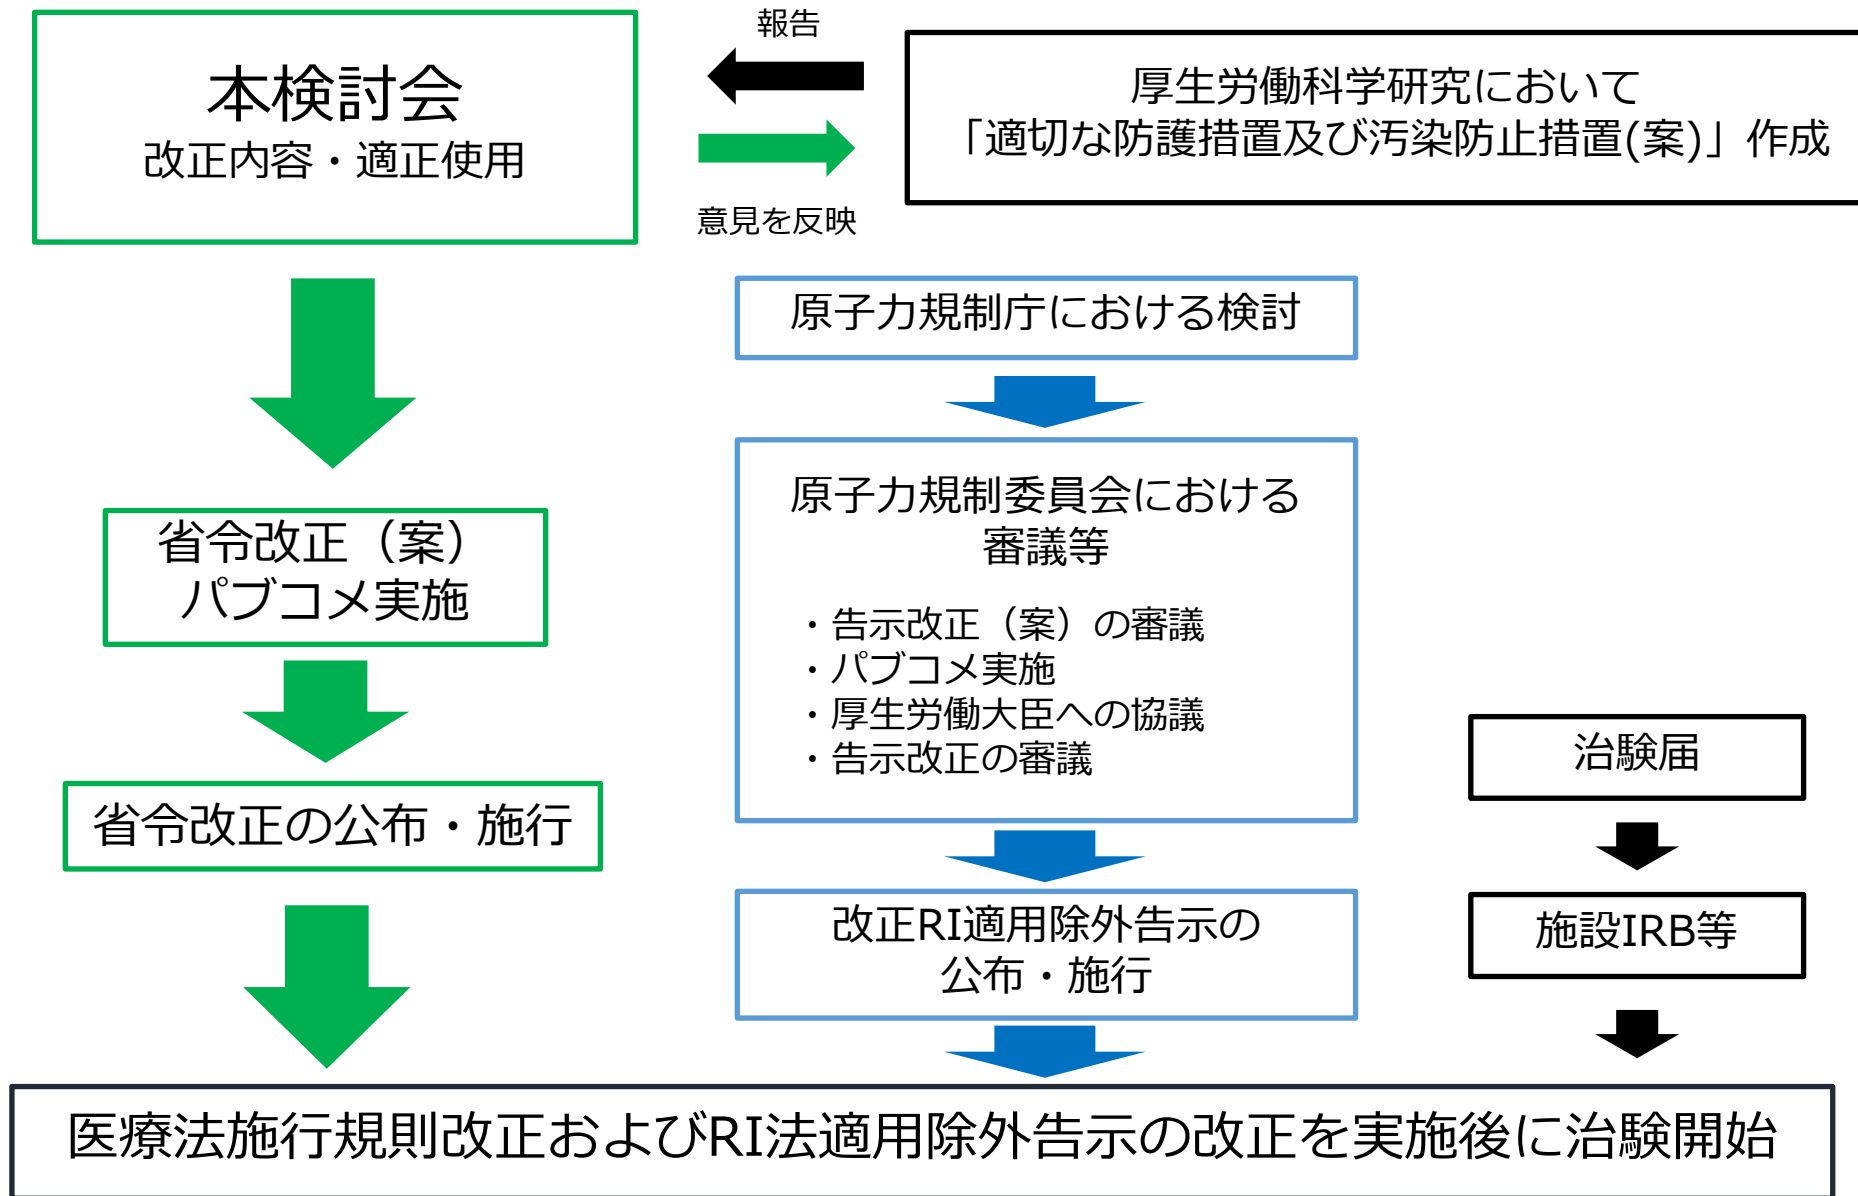 本検討会
改正内容・適正使用
報告
意見を反映
厚生労働科学研究において
「適切な防護措置及び汚染防止措置(案)」作成
省令改正（案）
パブコメ実施
省令改正の公布・施行
原子力規制庁における検討
原子力規制委員会における
審議等
・告示改正（案）の審議
・パブコメ実施
・厚生労働大臣への協議
・告示改正の審議
改正RI適用除外告示の
公布・施行
治験届
施設IRB等
医療法施行規則改正およびRI法適用除外告示の改正を実施後に治験開始